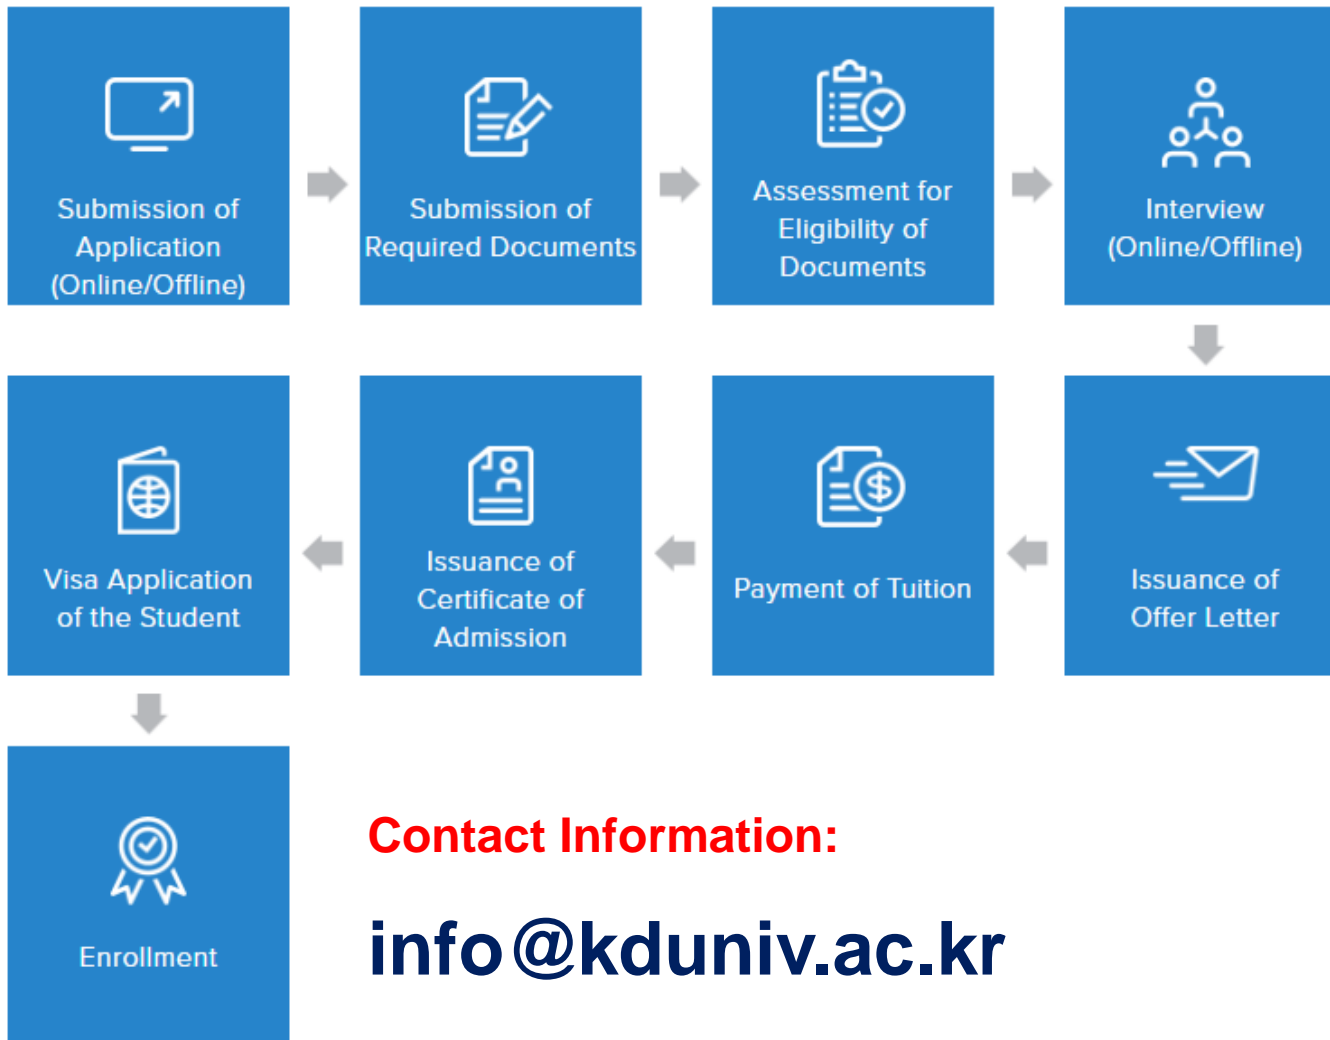 Submission of
Application
(Online/Offline)
Submission of
Required Documents
Assessment for
Eligibility of
Documents
Interview
(Online/Offline)
Issuance of
Offer Letter
Payment of Tuition
Issuance of
Certificate of
Admission
Visa Application
of the Student
Enrollment
Contact Information:
info@kduniv.ac.kr